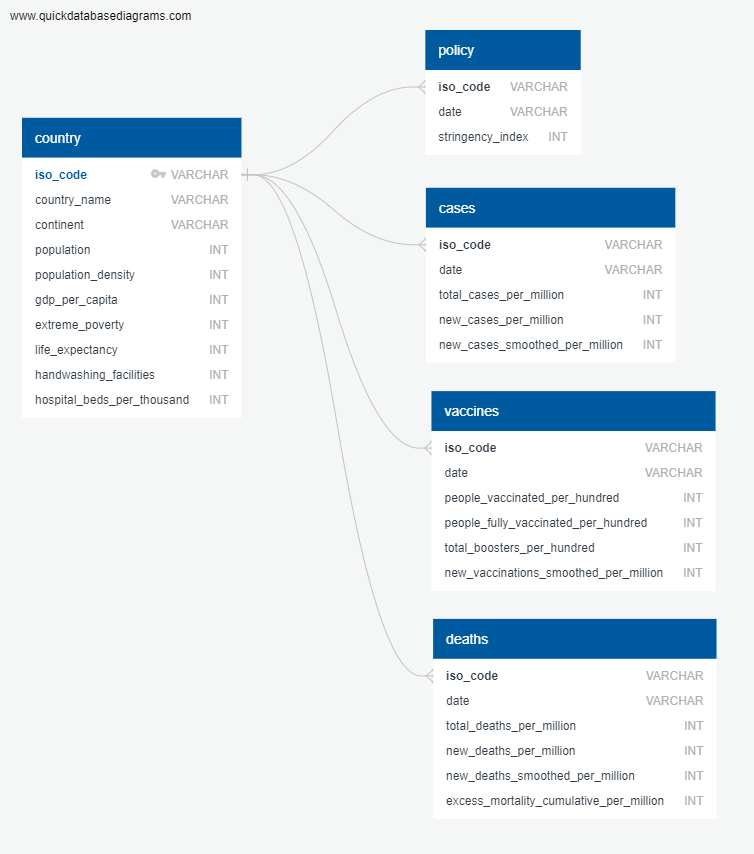 www.quickdatabasediagrams.com
country
iso_code VARCHAR
country_name VARCHAR
continent VARCHAR
population INT
population_density INT
gdp_per_capita INT
extreme_poverty INT
life_expectancy INT
handwashing_facilities INT
hospital_beds_per_thousand INT
policy
iso_code VARCHAR
date VARCHAR
stringency_index INT
cases
iso_code VARCHAR
date VARCHAR
total_cases_per_million INT
new_cases_per_million INT
new_cases_smoothed_per_million INT
vaccines
iso_code VARCHAR
date VARCHAR
people_vaccinated_per_hundred INT
people_fully_vaccinated_per_hundred INT
total_boosters_per_hundred INT
new_vaccinations_smoothed_per_million INT
deaths
iso_code VARCHAR
date VARCHAR
total_deaths_per_million INT
new_deaths_per_million INT
new_deaths_smoothed_per_million INT
excess_mortality_cumulative_per_million INT